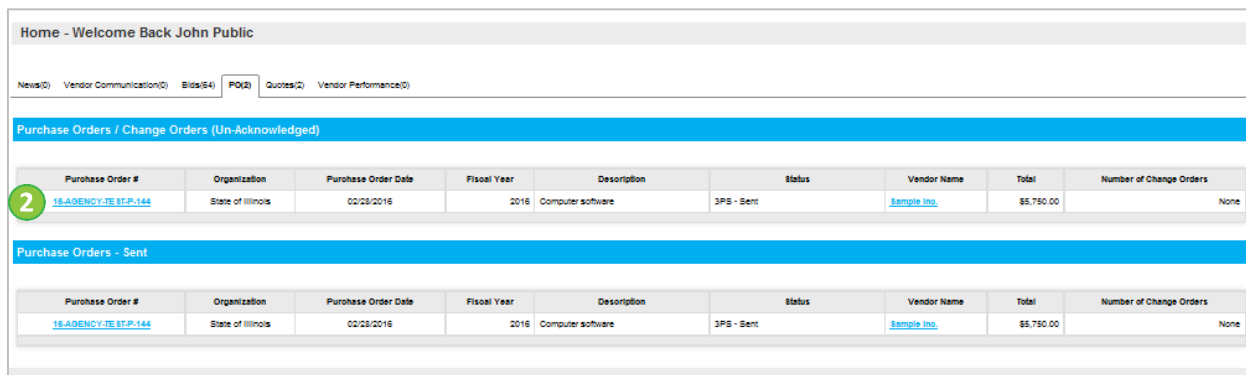 Home - Welcome Back John Public
News(0) Vendor Communication(0) Bids(64) PO(2) Quotes(2) Vendor Performance(0)
Purchase Orders / Change Orders (Un-Acknowledged)
Purchase Order # Organization Purchase Order Date Fiscal Year Description Status Vendor Name Total Number of Change Orders
2 16-AGENCY-TEST-P-144 State of Illinois 02/28/2016 2016 Computer software 3PS - Sent Sample Inc. $5,750.00 None
Purchase Orders - Sent
Purchase Order # Organization Purchase Order Date Fiscal Year Description Status Vendor Name Total Number of Change Orders
16-AGENCY-TEST-P-144 State of Illinois 02/28/2016 2016 Computer software 3PS - Sent Sample Inc. $5,750.00 None